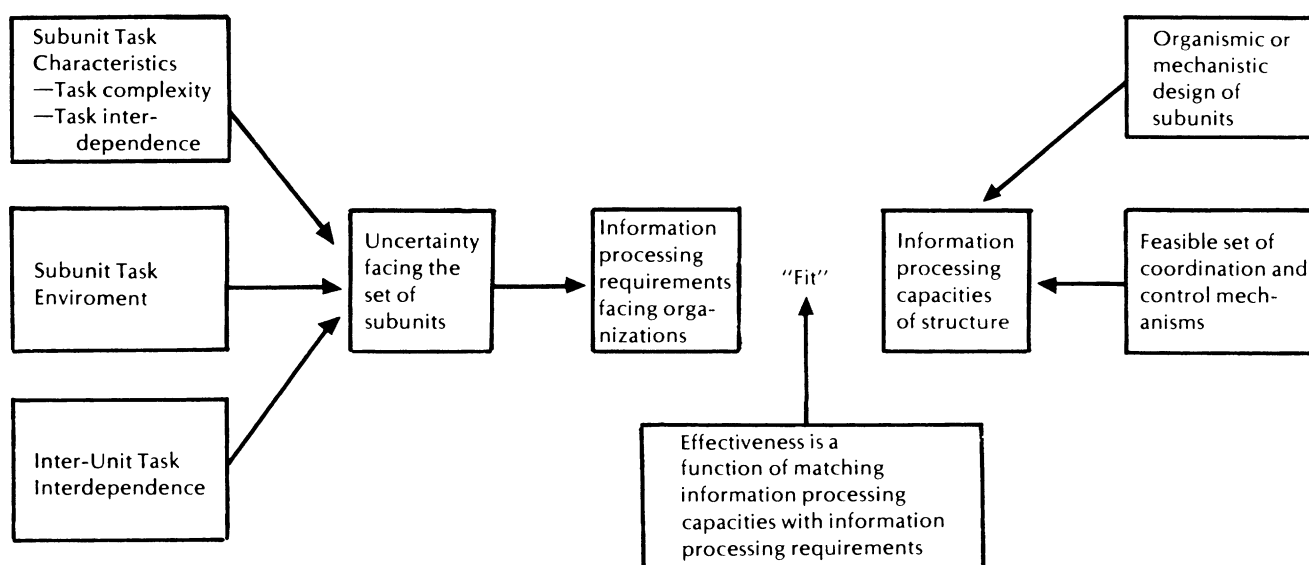 Subunit Task
Characteristics
—Task complexity
—Task inter-
dependence
Subunit Task
Enviroment
Inter-Unit Task
Interdependence
Uncertainty
facing the
set of
subunits
Information
processing
requirements
facing orga-
nizations
"Fit"
Effectiveness is a
function of matching
information processing
capacities with information
processing requirements
Information
processing
capacities
of structure
Organismic or
mechanistic
design of
subunits
Feasible set of
coordination and
control mech-
anisms